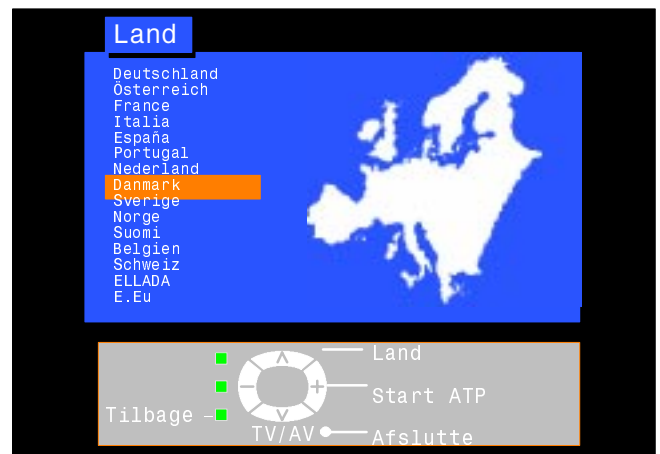 Land
Deutschland
Österreich
France
Italia
España
Portugal
Nederland
Danmark
Sverige
Norge
Suomi
Belgien
Schweiz
ELLADA
E.Eu
Land
Start ATP
Tilbage
TV/AV
Afslutte